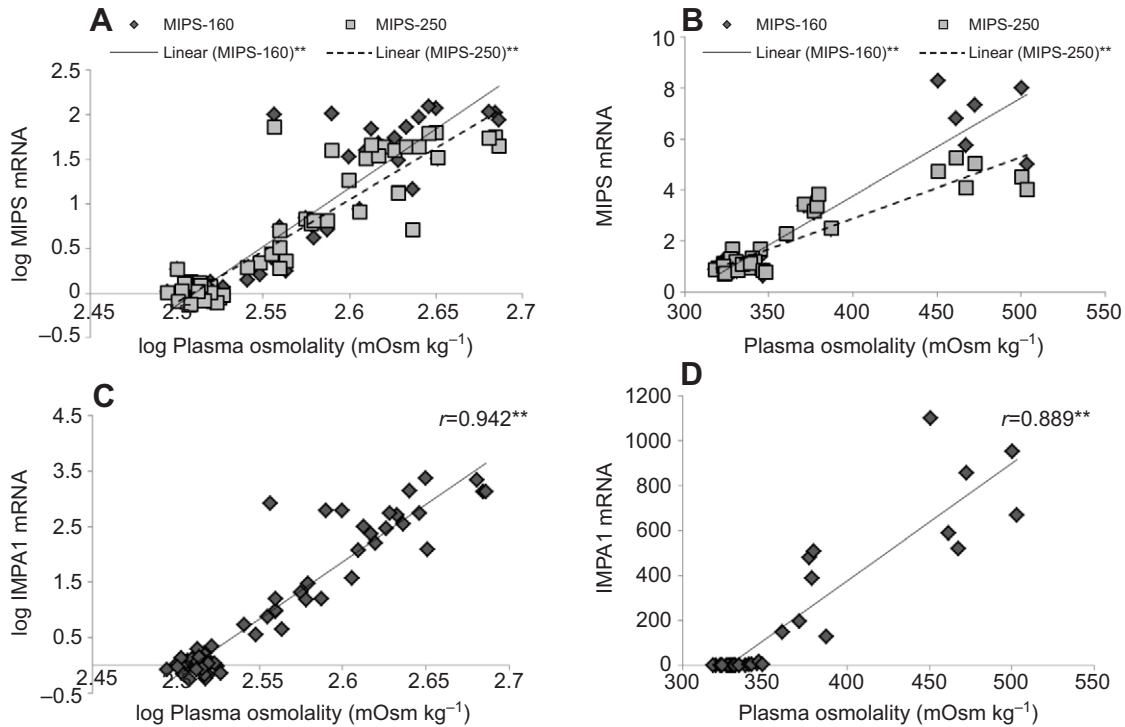 A
MIPS-160 MIPS-250
Linear (MIPS-160)** Linear (MIPS-250)**
log MIPS mRNA
2.5
2
1.5
1
0.5
0
–0.5
2.45 2.5 2.55 2.6 2.65 2.7
log Plasma osmolality (mOsm kg⁻¹)
B
MIPS-160 MIPS-250
Linear (MIPS-160)** Linear (MIPS-250)**
MIPS mRNA
10
8
6
4
2
0
300 350 400 450 500 550
Plasma osmolality (mOsm kg⁻¹)
C
r=0.942**
log IMPA1 mRNA
4.5
3.5
2.5
1.5
0.5
–0.5
2.45 2.5 2.55 2.6 2.65 2.7
log Plasma osmolality (mOsm kg⁻¹)
D
r=0.889**
IMPA1 mRNA
1200
1000
800
600
400
200
0
300 350 400 450 500 550
Plasma osmolality (mOsm kg⁻¹)